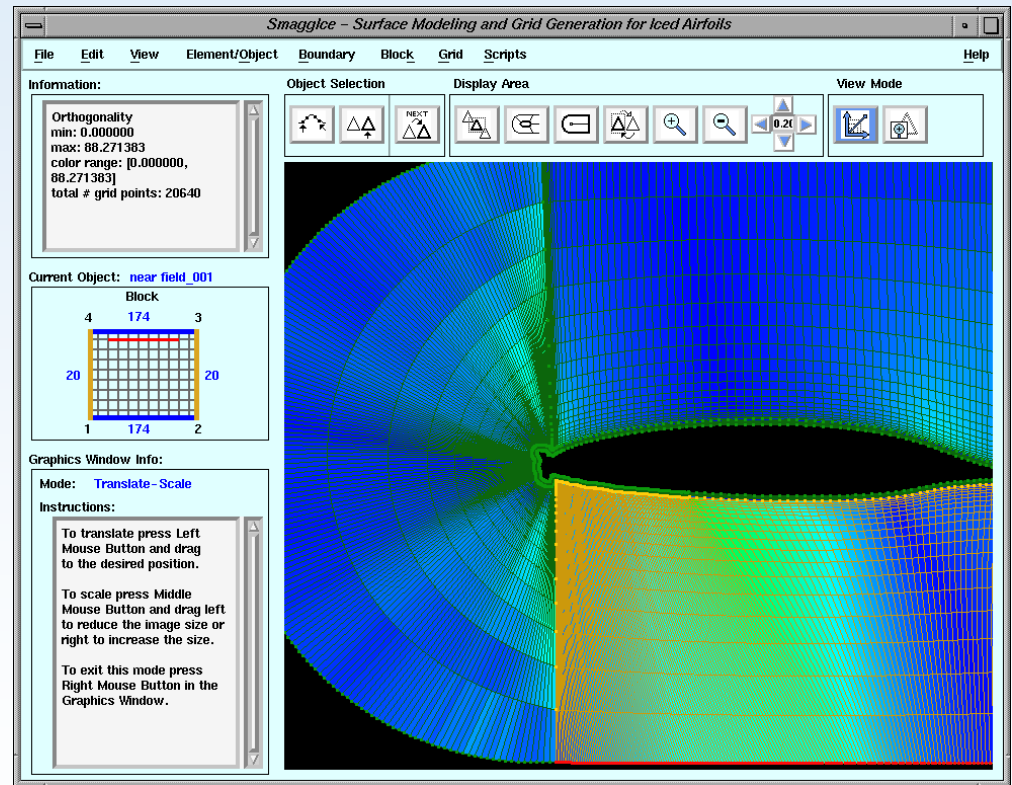 SmaggIce - Surface Modeling and Grid Generation for Iced Airfoils
File Edit View Element/Object Boundary Block Grid Scripts Help
Information:
Orthogonality
min: 0.000000
max: 88.271383
color range: [0.000000,
88.271383]
total # grid points: 20640
Object Selection
NEXT
Display Area
0.20
View Mode
Current Object: near field_001
Block
4 174 3
20 20
1 174 2
Graphics Window Info:
Mode: Translate-Scale
Instructions:
To translate press Left
Mouse Button and drag
to the desired position.
To scale press Middle
Mouse Button and drag left
to reduce the image size or
right to increase the size.
To exit this mode press
Right Mouse Button in the
Graphics Window.